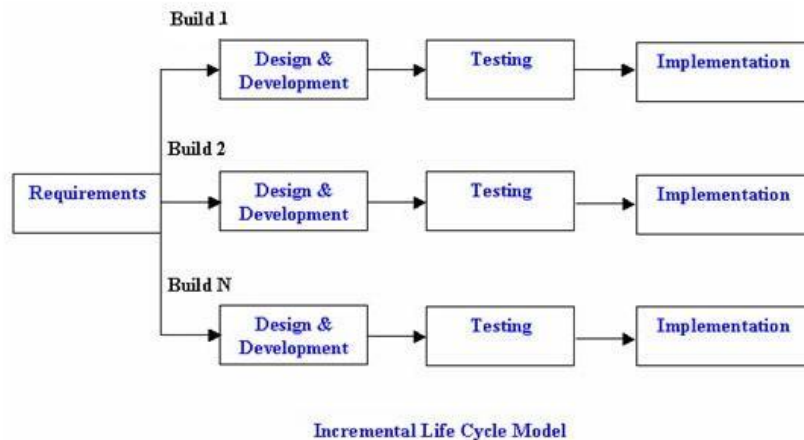 Build 1
Design &
Development
Testing
Implementation
Build 2
Requirements
Design &
Development
Testing
Implementation
Build N
Design &
Development
Testing
Implementation
Incremental Life Cycle Model